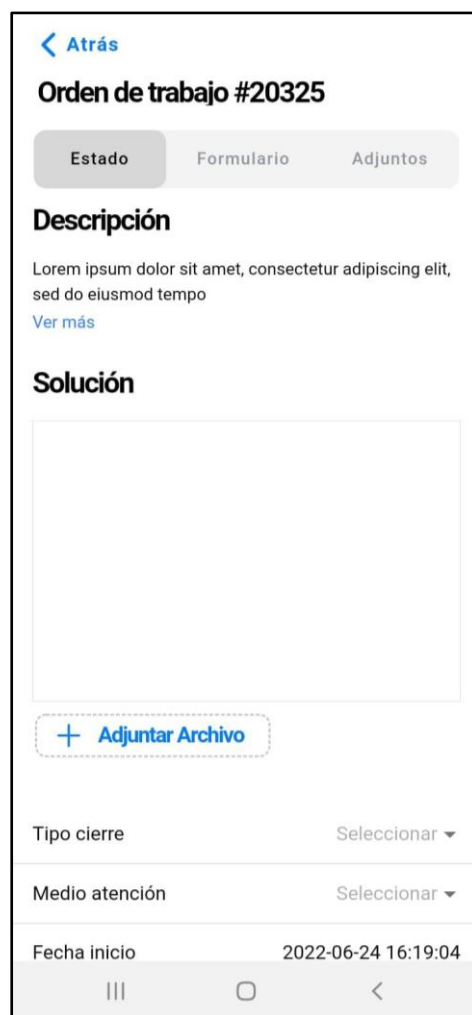 Atrás
Orden de trabajo #20325
Estado Formulario Adjuntos
Descripción
Lorem ipsum dolor sit amet, consectetur adipiscing elit,
sed do eiusmod tempo
Ver más
Solución
Adjuntar Archivo
Tipo cierre Seleccionar
Medio atención Seleccionar
Fecha inicio 2022-06-24 16:19:04